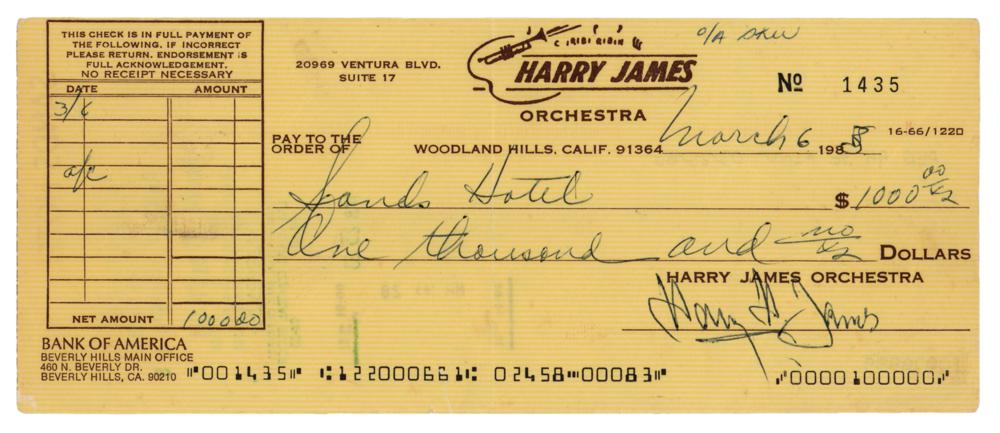 THIS CHECK IS IN FULL PAYMENT OF
THE FOLLOWING. IF INCORRECT
PLEASE RETURN. ENDORSEMENT IS
FULL ACKNOWLEDGEMENT.
NO RECEIPT NECESSARY
DATE AMOUNT
3/6
a/c
NET AMOUNT 1000 00
20969 VENTURA BLVD.
SUITE 17
CIRIBIRIBIN
HARRY JAMES
ORCHESTRA
WOODLAND HILLS, CALIF. 91364
O/A
Nº 1435
March 6 1983
16-66/1220
PAY TO THE
ORDER OF
Sands Hotel $ 1000 00
One thousand and no DOLLARS
HARRY JAMES ORCHESTRA
Harry H. James
BANK OF AMERICA
BEVERLY HILLS MAIN OFFICE
460 N. BEVERLY DR.
BEVERLY HILLS, CA. 90210
⑈001435⑈ ⑆122000661⑆ 02458⑉00083⑈ ⑇0000100000⑇